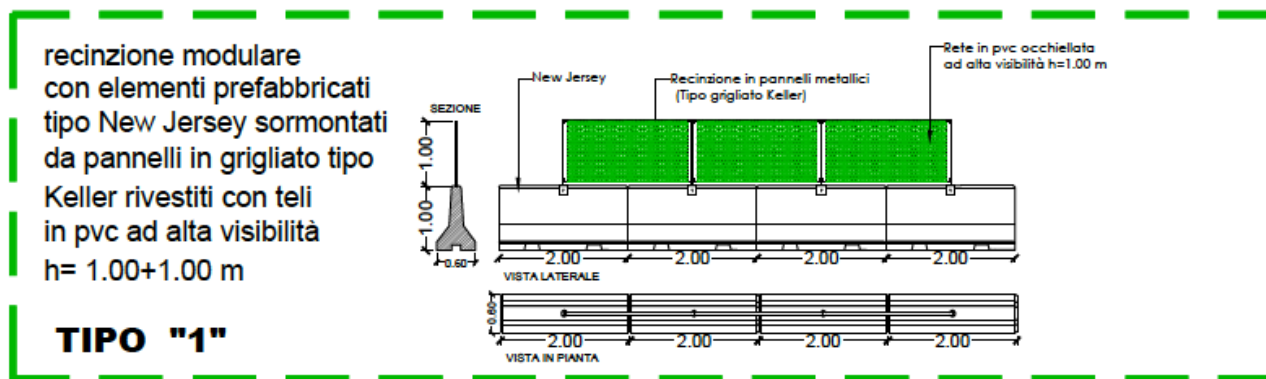 recinzione modulare
con elementi prefabbricati
tipo New Jersey sormontati
da pannelli in grigliato tipo
Keller rivestiti con teli
in pvc ad alta visibilità
h= 1.00+1.00 m
TIPO "1"
SEZIONE
1.00
1.00
0.60
New Jersey
Recinzione in pannelli metallici
(Tipo grigliato Keller)
Rete in pvc occhiellata
ad alta visibilità h=1.00 m
2.00 2.00 2.00 2.00
VISTA LATERALE
0.60
2.00 2.00 2.00 2.00
VISTA IN PIANTA